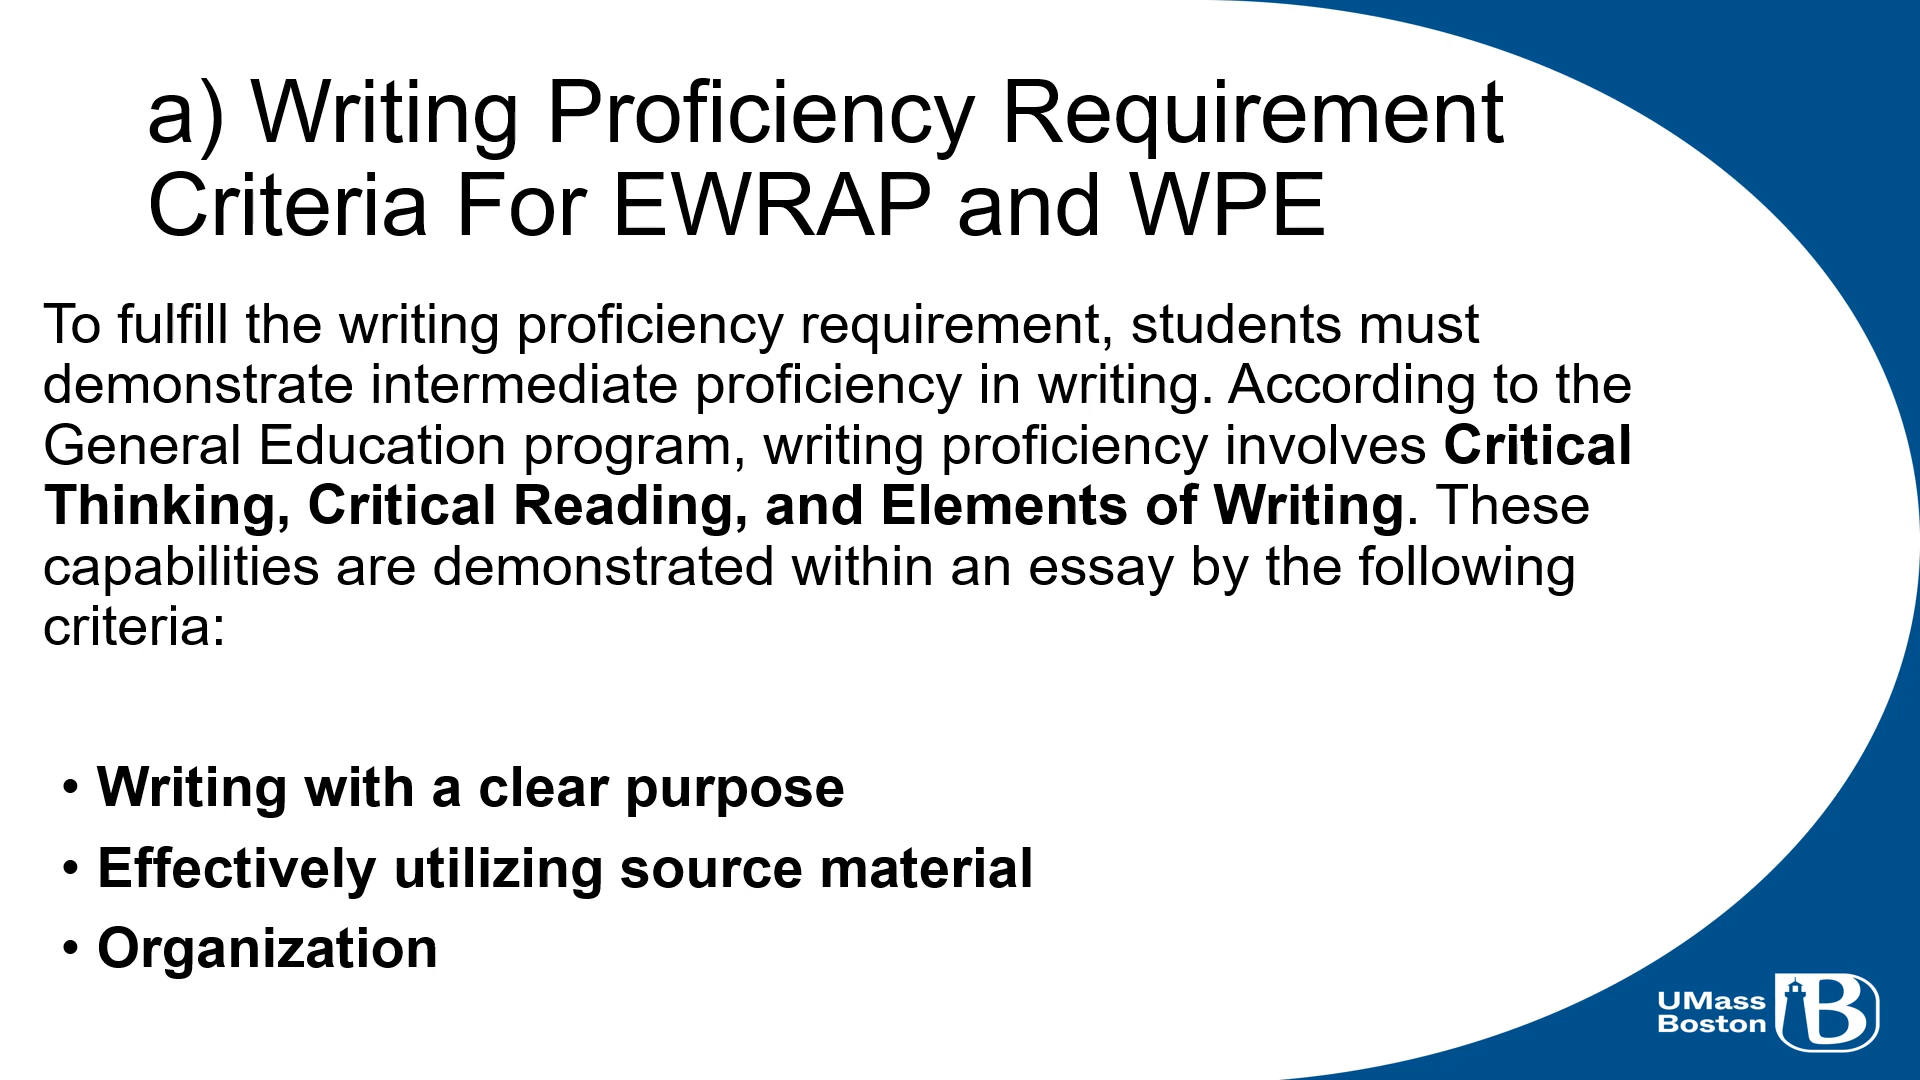 a) Writing Proficiency Requirement
Criteria For EWRAP and WPE
To fulfill the writing proficiency requirement, students must
demonstrate intermediate proficiency in writing. According to the
General Education program, writing proficiency involves Critical
Thinking, Critical Reading, and Elements of Writing. These
capabilities are demonstrated within an essay by the following
criteria:
• Writing with a clear purpose
• Effectively utilizing source material
• Organization
UMass
Boston
B